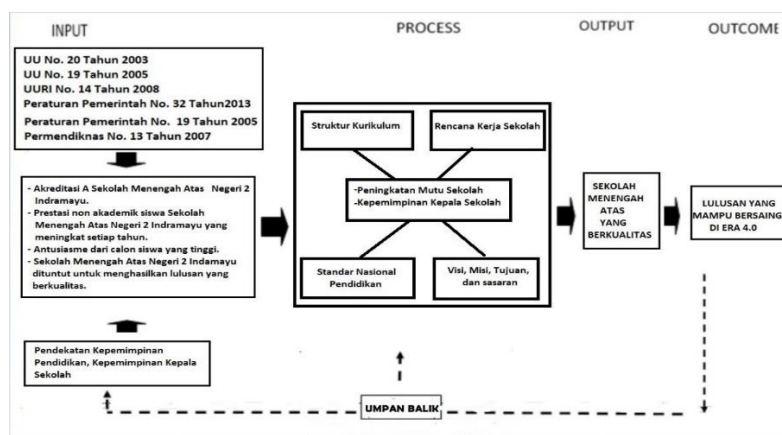 INPUT
PROCESS
OUTPUT
OUTCOME
UU No. 20 Tahun 2003
UU No. 19 Tahun 2005
UURI No. 14 Tahun 2008
Peraturan Pemerintah No. 32 Tahun2013
Peraturan Pemerintah No. 19 Tahun 2005
Permendiknas No. 13 Tahun 2007
- Akreditasi A Sekolah Menengah Atas Negeri 2
Indramayu.
- Prestasi non akademik siswa Sekolah
Menengah Atas Negeri 2 Indramayu yang
meningkat setiap tahun.
- Antusiasme dari calon siswa yang tinggi.
- Sekolah Menengah Atas Negeri 2 Indamayu
dituntut untuk menghasilkan lulusan yang
berkualitas.
Pendekatan Kepemimpinan
Pendidikan, Kepemimpinan Kepala
Sekolah
Struktur Kurikulum
Rencana Kerja Sekolah
-Peningkatan Mutu Sekolah
-Kepemimpinan Kepala Sekolah
Standar Nasional
Pendidikan
Visi, Misi, Tujuan,
dan sasaran
SEKOLAH
MENENGAH
ATAS
YANG
BERKUALITAS
LULUSAN YANG
MAMPU BERSAING
DI ERA 4.0
UMPAN BALIK